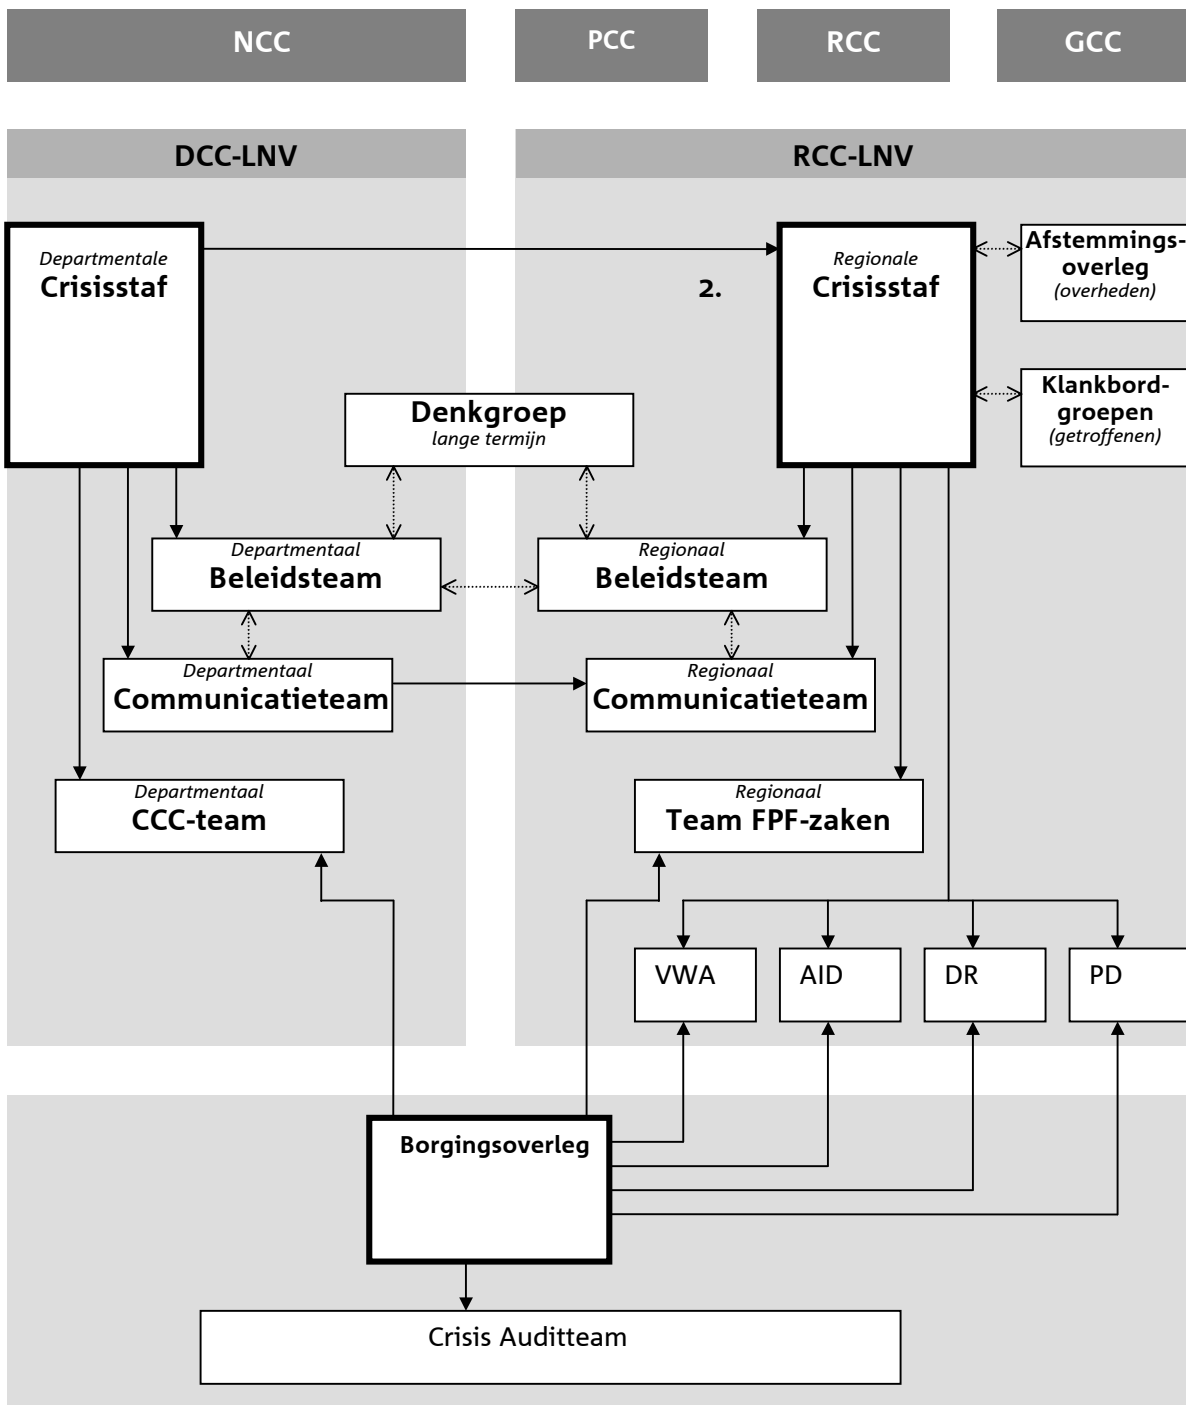 NCC
PCC
RCC
GCC
DCC-LNV
RCC-LNV
Departmentale
Crisisstaf
2.
Regionale
Crisisstaf
Afstemmings-
overleg
(overheden)
Klankbord-
groepen
(getroffenen)
Denkgroep
lange termijn
Departmentaal
Beleidsteam
Regionaal
Beleidsteam
Departmentaal
Communicatieteam
Regionaal
Communicatieteam
Departmentaal
CCC-team
Regionaal
Team FPF-zaken
VWA
AID
DR
PD
Borgingsoverleg
Crisis Auditteam